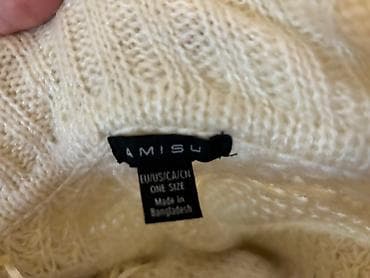 AMISU
EU/US/CA/CN
ONE SIZE
Made in
Bangladesh